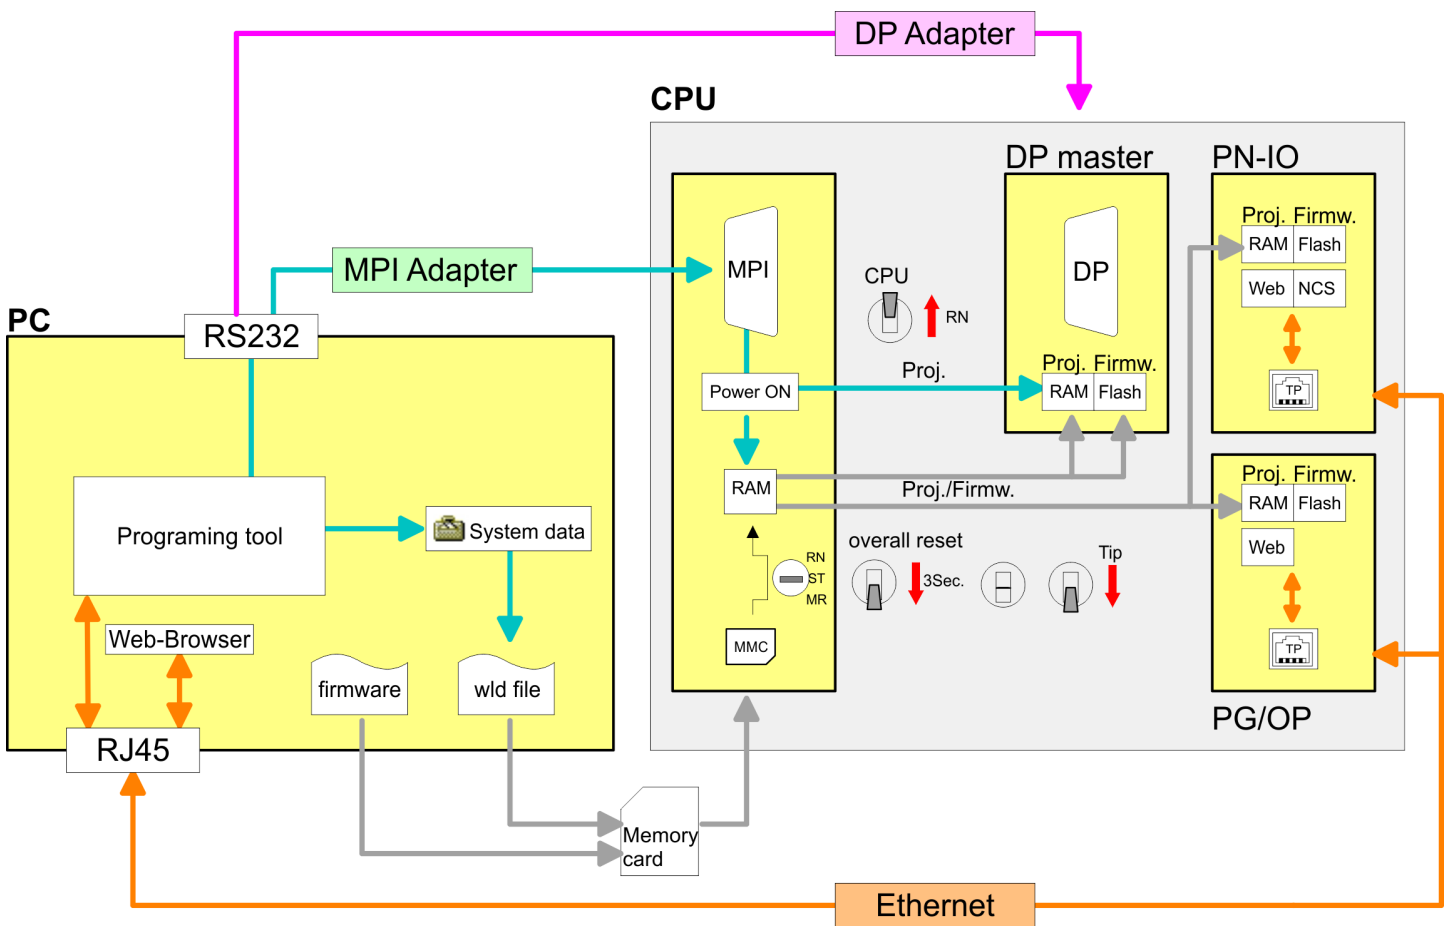 DP Adapter
CPU
DP master
PN-IO
Proj. Firmw.
RAM Flash
Web NCS
TP
MPI Adapter
MPI
DP
CPU
RN
PC
RS232
Power ON
Proj.
Proj. Firmw.
RAM Flash
RAM
Proj./Firmw.
Proj. Firmw.
RAM Flash
Web
TP
PG/OP
Programing tool
System data
overall reset
3Sec.
Tip
RN
ST
MR
MMC
Web-Browser
firmware
wld file
RJ45
Memory
card
Ethernet